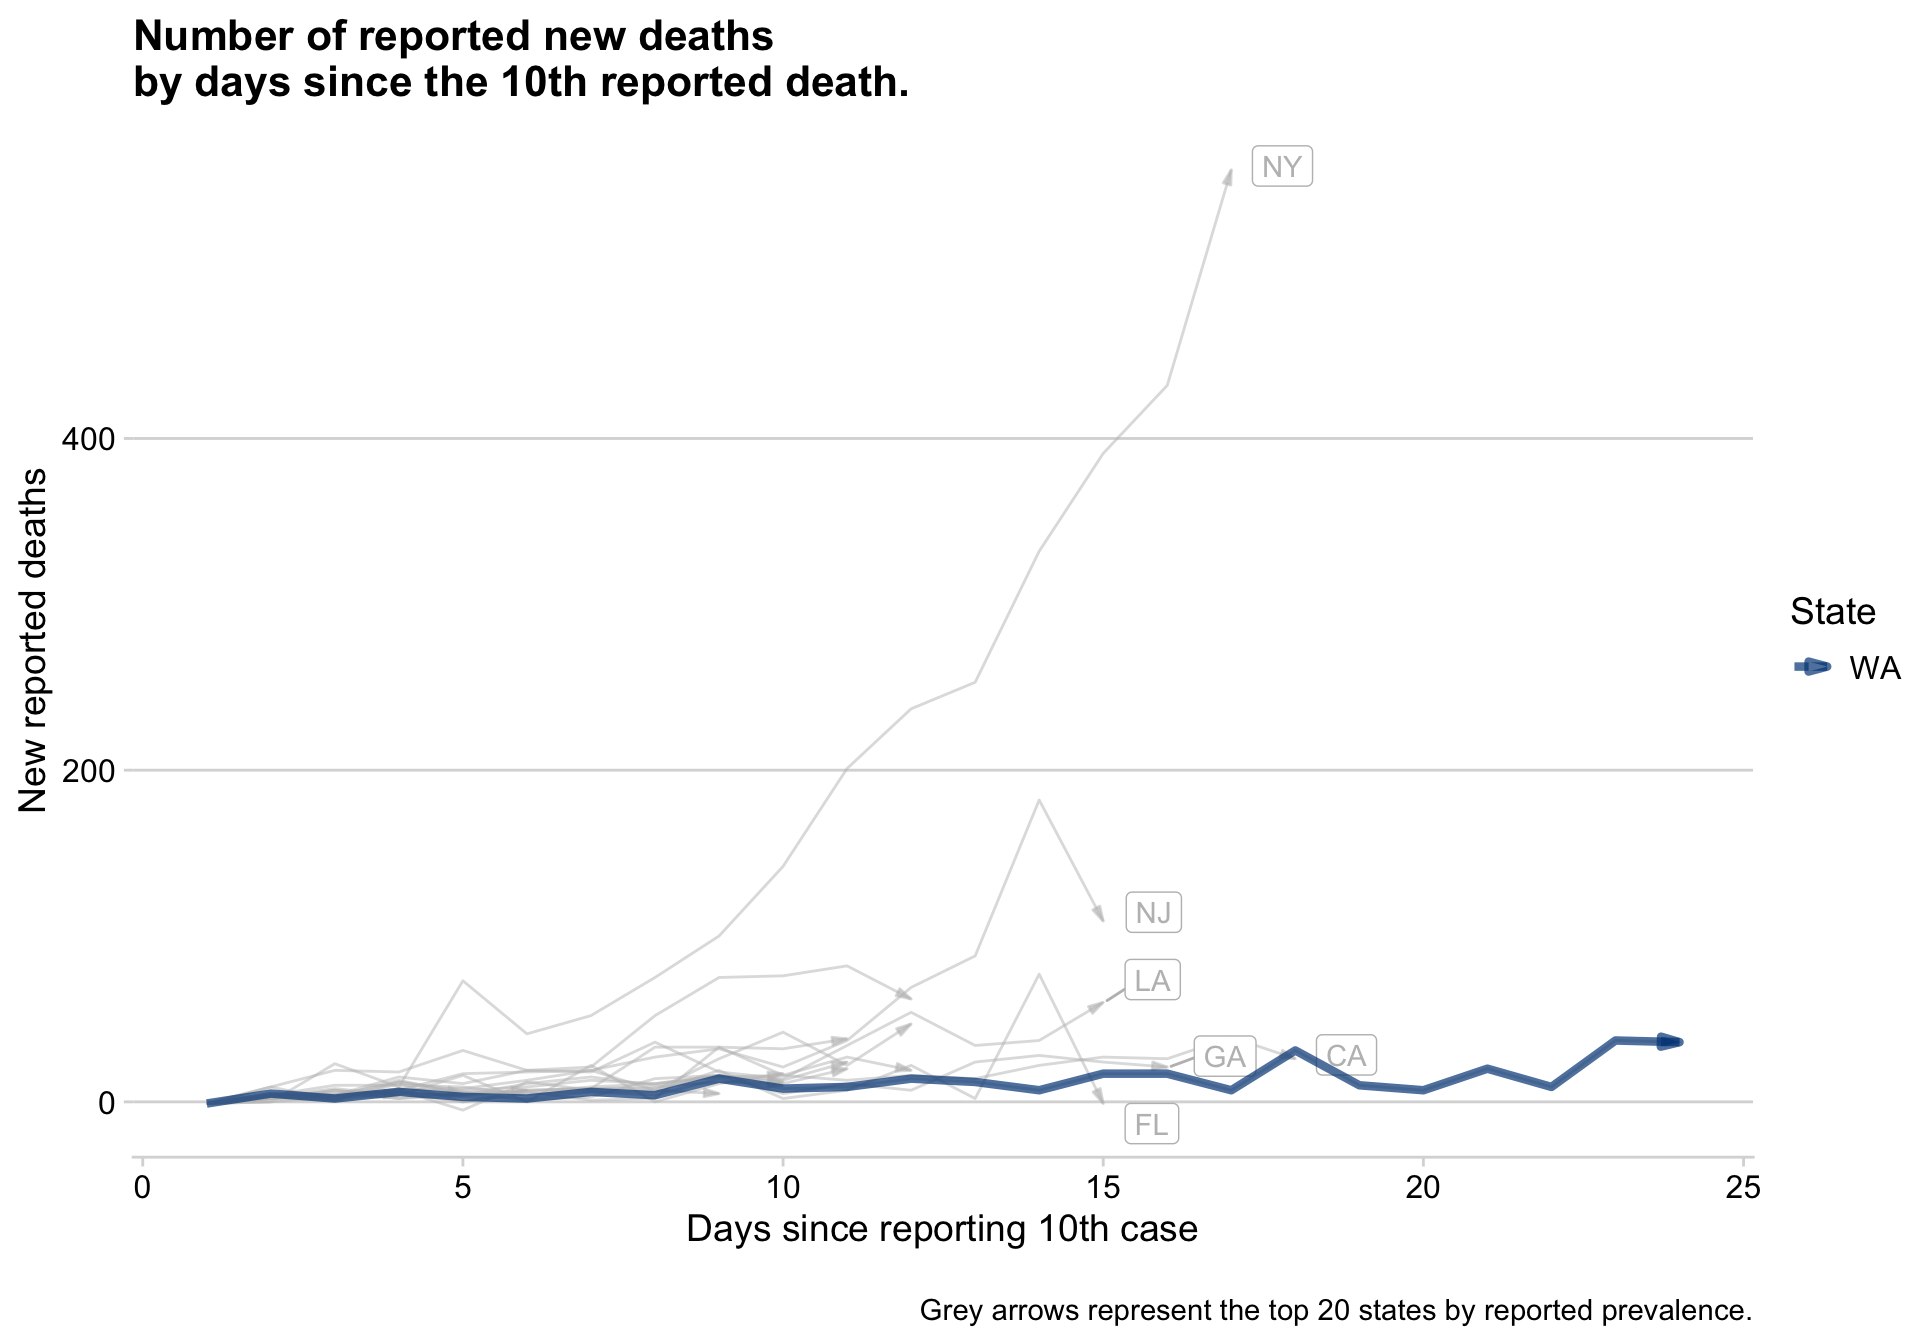 Number of reported new deaths
by days since the 10th reported death.
NY
400
New reported deaths
State
WA
200
NJ
LA
GA
CA
0
FL
0 5 10 15 20 25
Days since reporting 10th case
Grey arrows represent the top 20 states by reported prevalence.